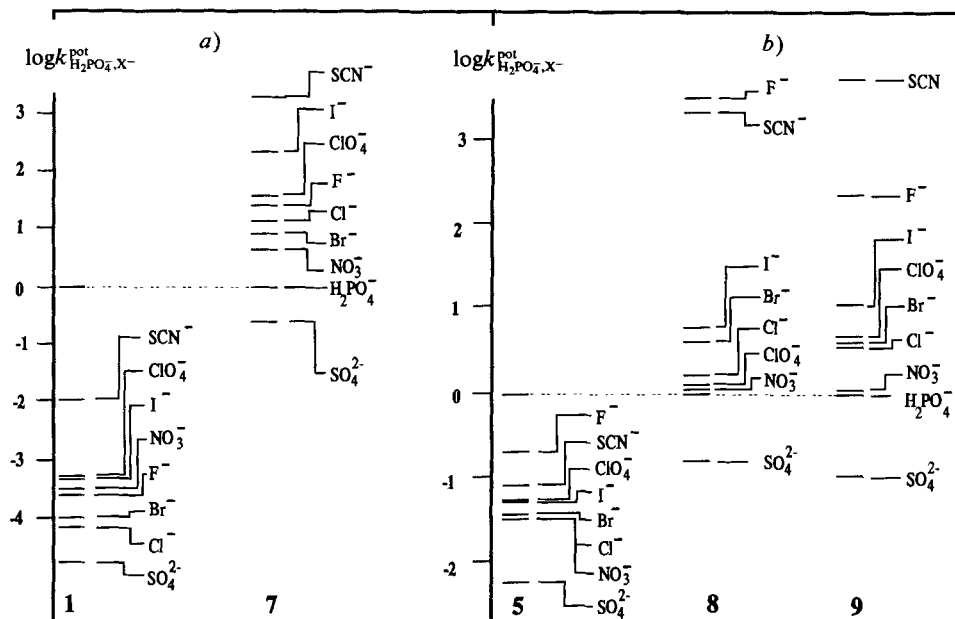 a)
logk^pot_H₂PO₄⁻,X⁻
3
2
1
0
-1
-2
-3
-4
SCN⁻
ClO₄⁻
I⁻
NO₃⁻
F⁻
Br⁻
Cl⁻
SO₄²⁻
1
SCN⁻
I⁻
ClO₄⁻
F⁻
Cl⁻
Br⁻
NO₃⁻
H₂PO₄⁻
SO₄²⁻
7
b)
logk^pot_H₂PO₄⁻,X⁻
3
2
1
0
-1
-2
F⁻
SCN⁻
ClO₄⁻
I⁻
Br⁻
Cl⁻
NO₃⁻
SO₄²⁻
5
F⁻
SCN⁻
I⁻
Br⁻
Cl⁻
ClO₄⁻
NO₃⁻
SO₄²⁻
8
SCN
F⁻
I⁻
ClO₄⁻
Br⁻
Cl⁻
NO₃⁻
H₂PO₄⁻
SO₄²⁻
9